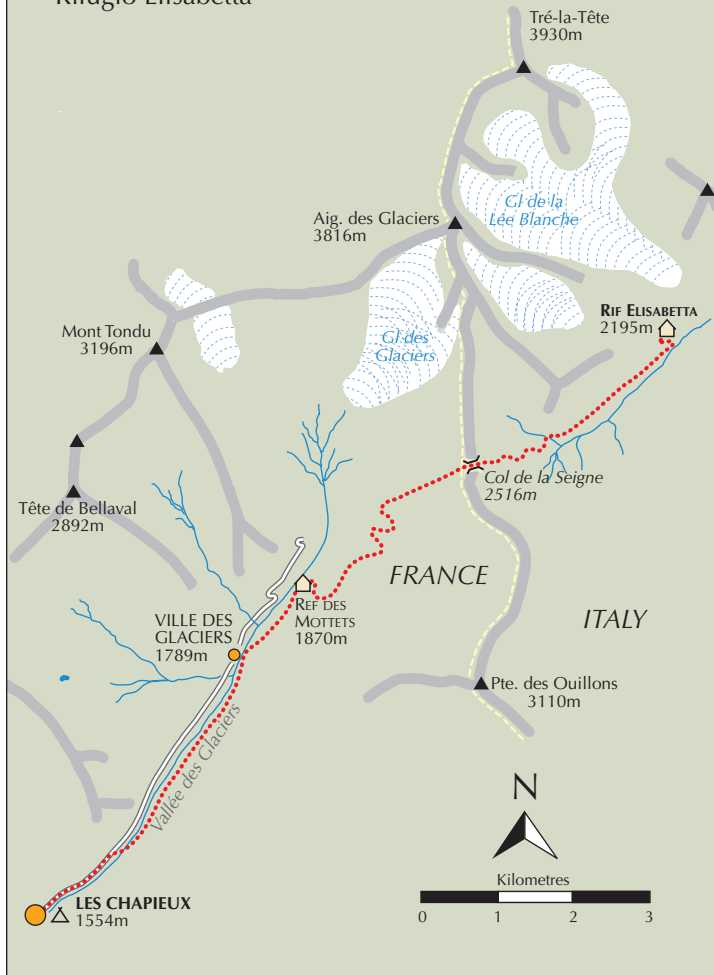 Rifugio Elisabetta
Tré-la-Tête
3930m
Gl de la
Lée Blanche
Aig. des Glaciers
3816m
RIF ELISABETTA
2195m
Mont Tondu
3196m
Gl des
Glaciers
Col de la Seigne
2516m
Tête de Bellaval
2892m
FRANCE
REF DES
MOTTETS
1870m
ITALY
VILLE DES
GLACIERS
1789m
Pte. des Ouillons
3110m
Vallée des Glaciers
N
Kilometres
0 1 2 3
LES CHAPIEUX
1554m